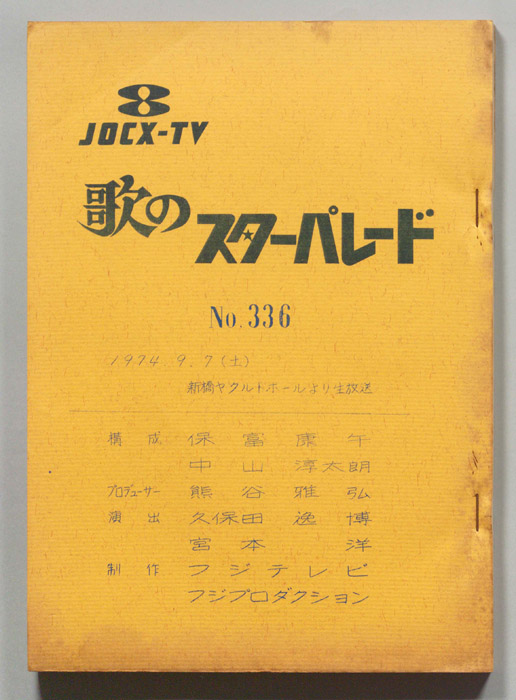 8
JOCX-TV
歌の
スターパレード
No. 336
1974 9. 7 (土)
新橋ヤクルトホールより生放送
構成 保富康午
中山淳太朗
プロデューサー 熊谷雅弘
演出 久保田逸博
宮本洋
制作 フジテレビ
フジプロダクション